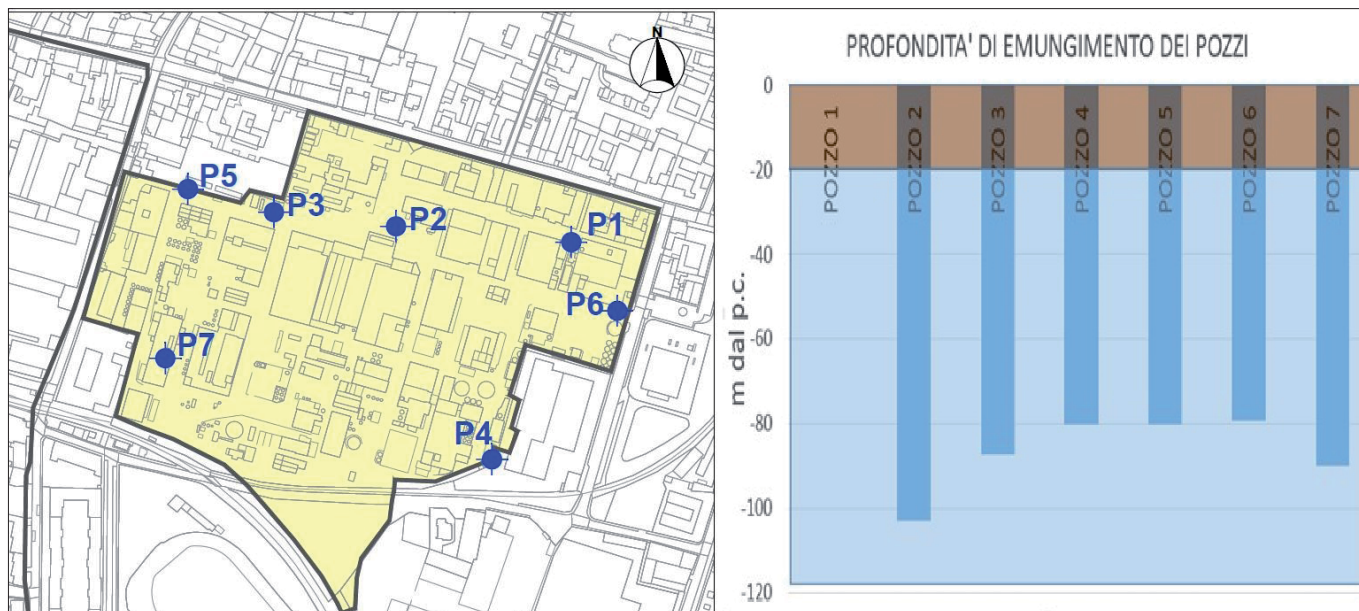 N
P5
P3
P2
P1
P6
P7
P4
PROFONDITA' DI EMUNGIMENTO DEI POZZI
m dal p.c.
0
-20
-40
-60
-80
-100
-120
POZZO 1
POZZO 2
POZZO 3
POZZO 4
POZZO 5
POZZO 6
POZZO 7